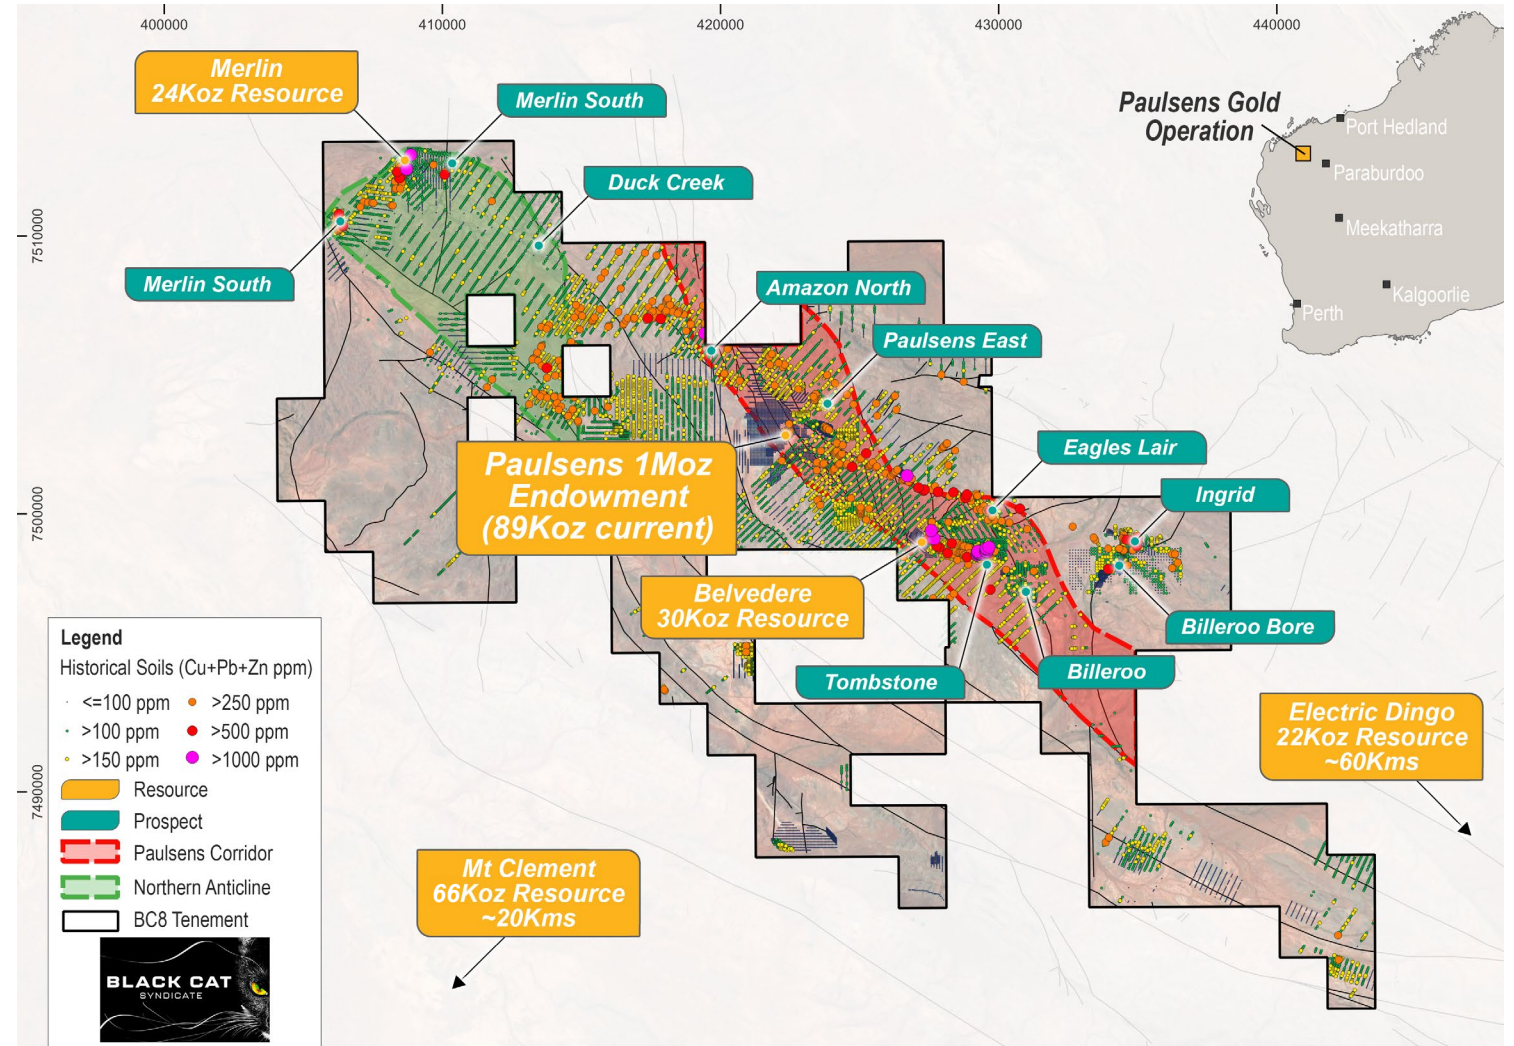 400000
410000
420000
430000
440000
Merlin
24Koz Resource
Merlin South
Duck Creek
Paulsens Gold
Operation
Port Hedland
Paraburdoo
Meekatharra
Kalgoorlie
Perth
7510000
Merlin South
Amazon North
Paulsens East
Eagles Lair
Ingrid
7500000
Paulsens 1Moz
Endowment
(89Koz current)
Belvedere
30Koz Resource
Billeroo Bore
Tombstone
Billeroo
Electric Dingo
22Koz Resource
~60Kms
7490000
Mt Clement
66Koz Resource
~20Kms
Legend
Historical Soils (Cu+Pb+Zn ppm)
<=100 ppm
>250 ppm
>100 ppm
>500 ppm
>150 ppm
>1000 ppm
Resource
Prospect
Paulsens Corridor
Northern Anticline
BC8 Tenement
BLACK CAT
SYNDICATE